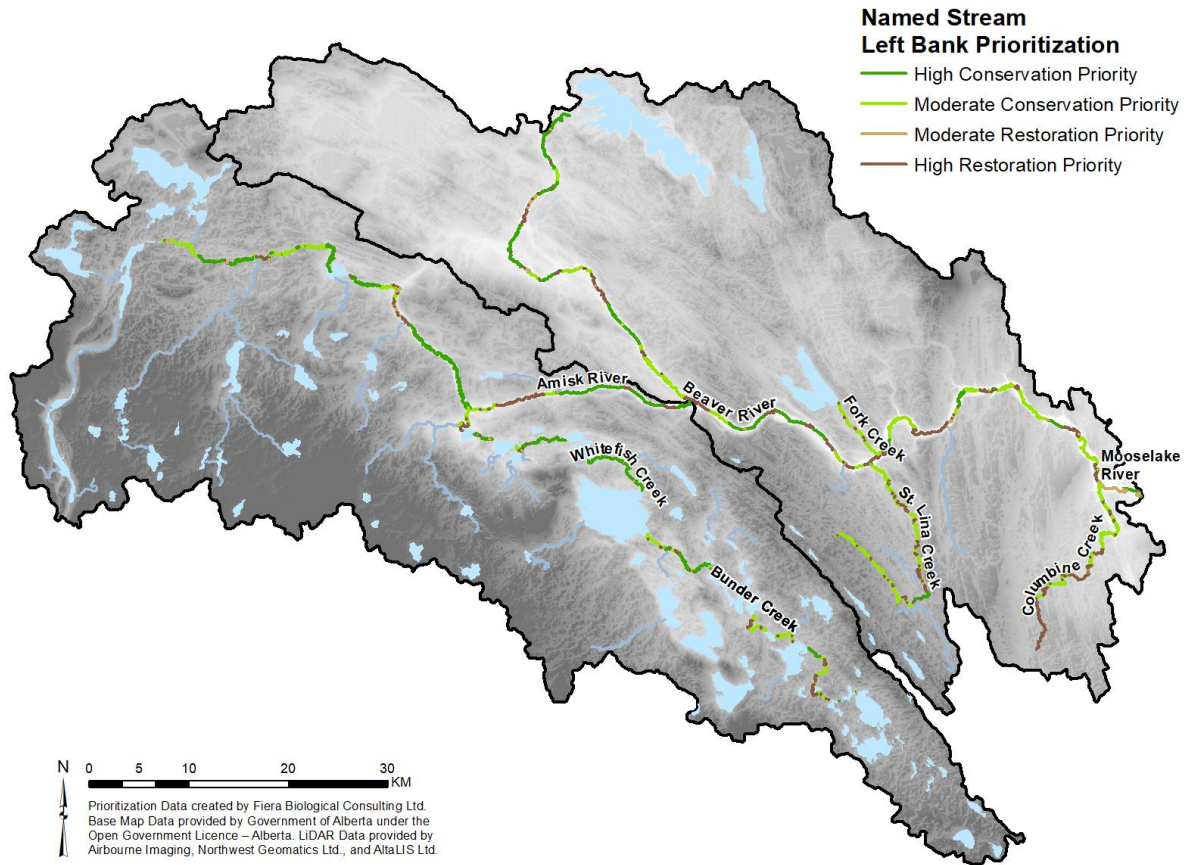 Named Stream
Left Bank Prioritization
High Conservation Priority
Moderate Conservation Priority
Moderate Restoration Priority
High Restoration Priority
Amisk River
Beaver River
Fork Creek
Whitefish Creek
Mooselake
River
St. Lina Creek
Columbine Creek
Bunder Creek
N
0 5 10 20 30
KM
Prioritization Data created by Fiera Biological Consulting Ltd.
Base Map Data provided by Government of Alberta under the
Open Government Licence – Alberta. LiDAR Data provided by
Airbourne Imaging, Northwest Geomatics Ltd., and AltaLIS Ltd.